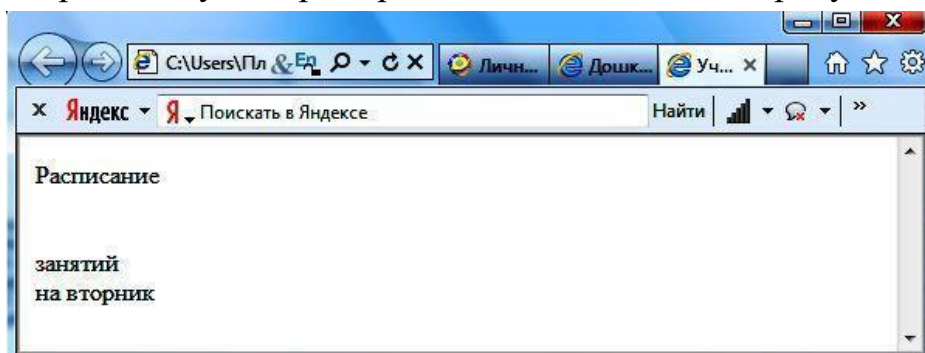 C:\Users\Пл
Личн...
Дошк...
Уч...
x Яндекс
Я Поискать в Яндексе
Найти
»
Расписание
занятий
на вторник